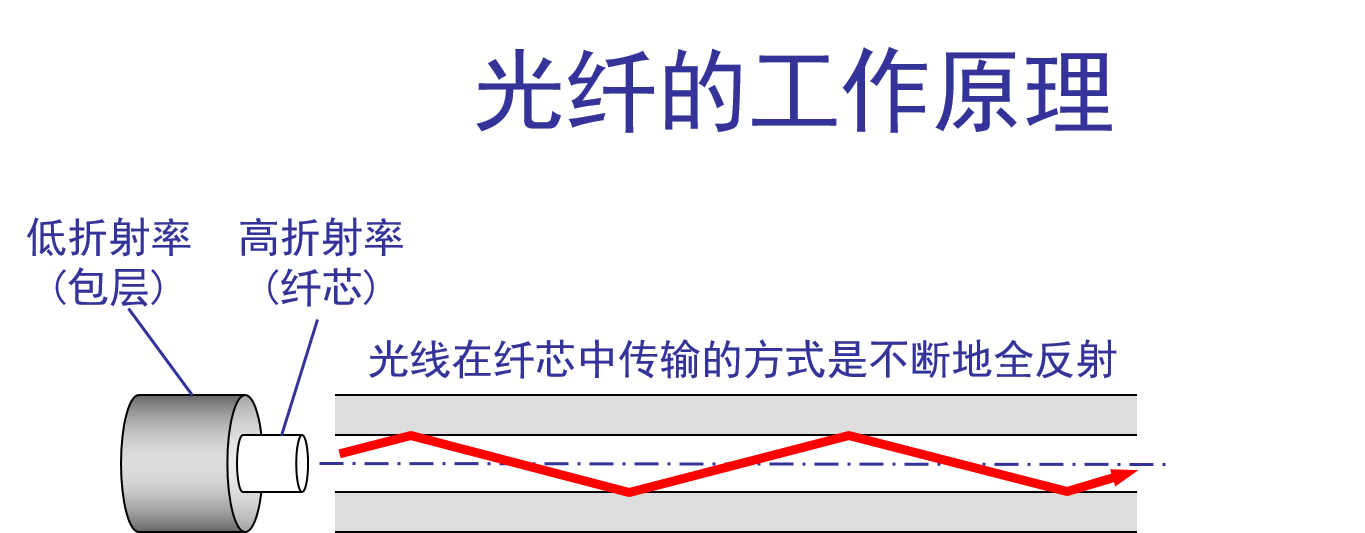 光纤的工作原理
低折射率
(包层)
高折射率
(纤芯)
光线在纤芯中传输的方式是不断地全反射